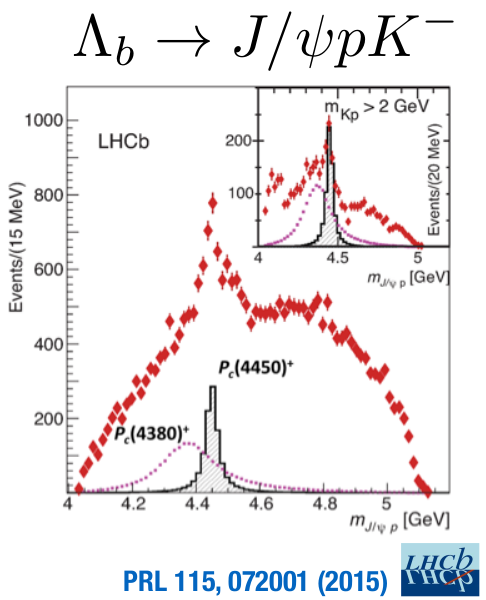 Λb → J/ψpK⁻
Events/(15 MeV)
1000
800
600
400
200
LHCb
m_Kp > 2 GeV
200
100
Events/(20 MeV)
4 4.5 5
m_J/ψ p [GeV]
Pc(4450)⁺
Pc(4380)⁺
4 4.2 4.4 4.6 4.8 5
m_J/ψ p [GeV]
PRL 115, 072001 (2015)
LHCb